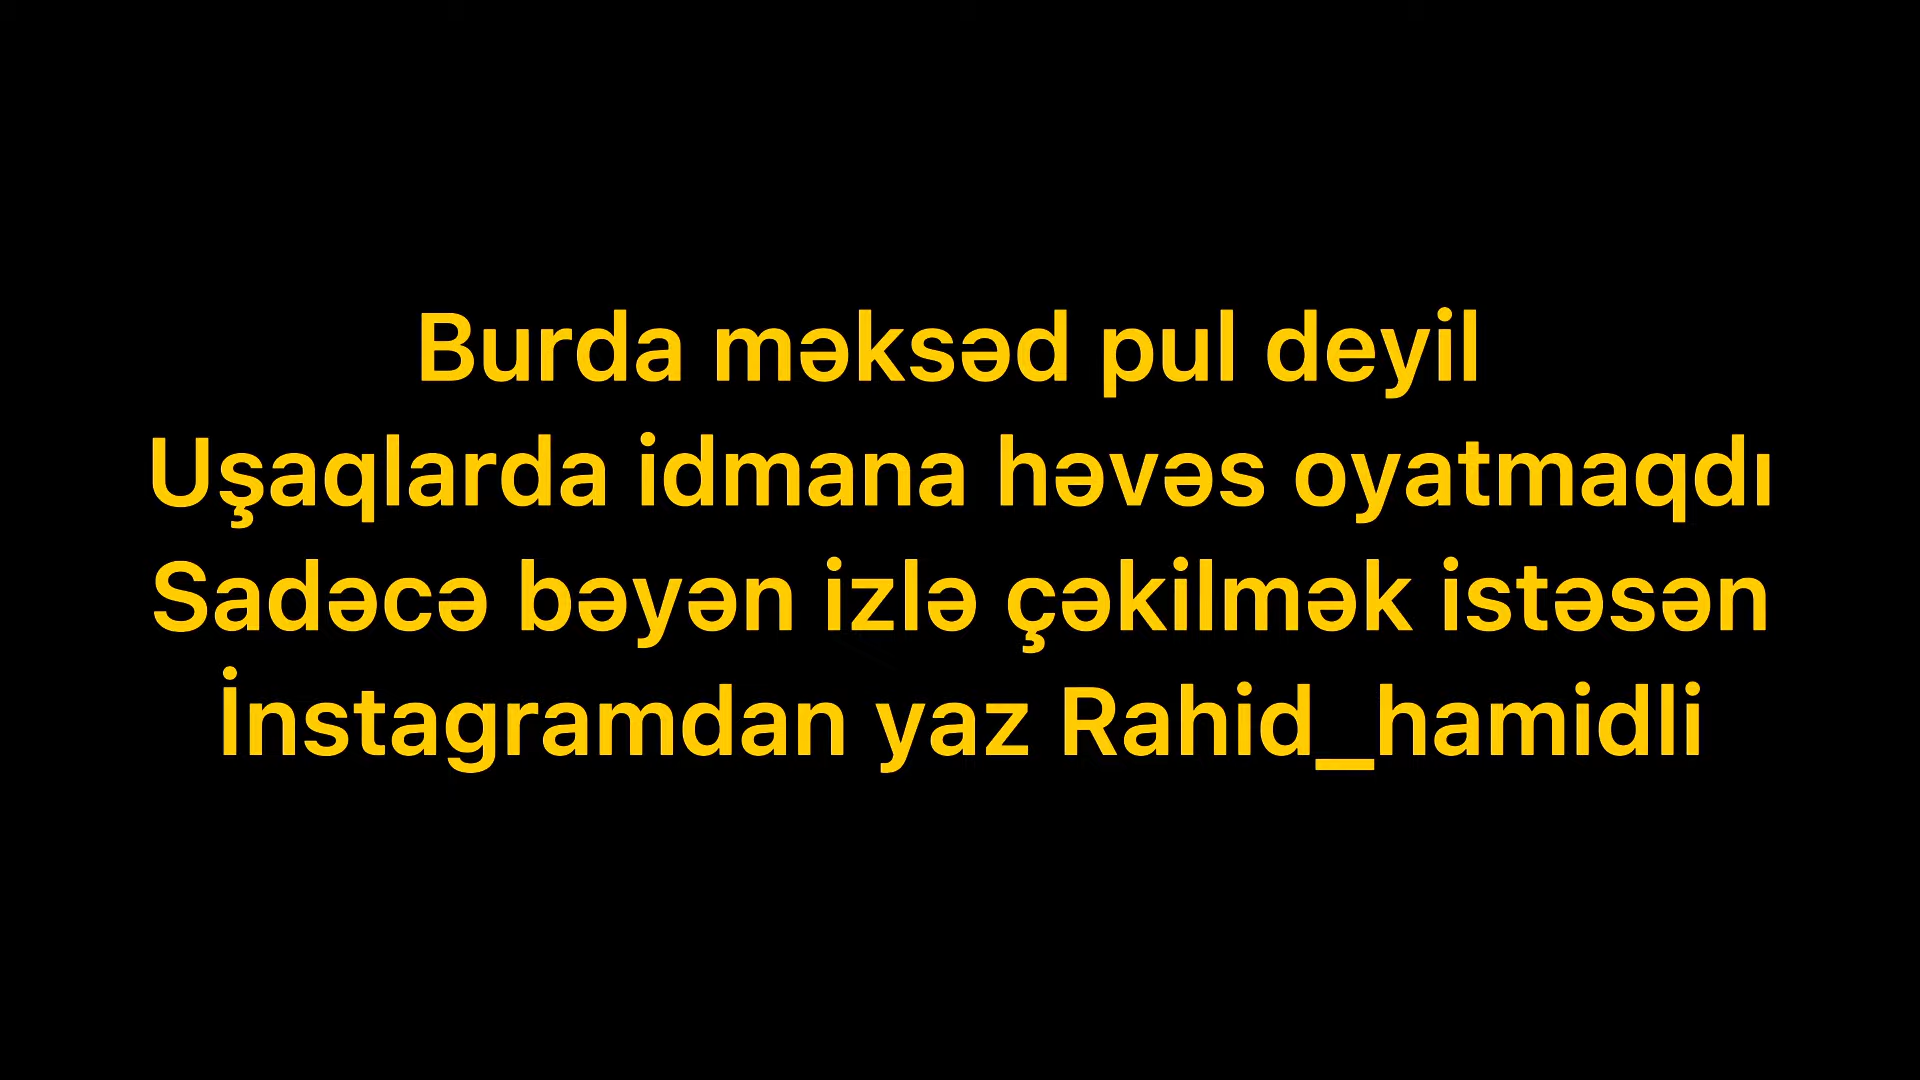 Burda məksəd pul deyil
Uşaqlarda idmana həvəs oyatmaqdı
Sadəcə bəyən izlə çəkilmək istəsən
İnstagramdan yaz Rahid_hamidli